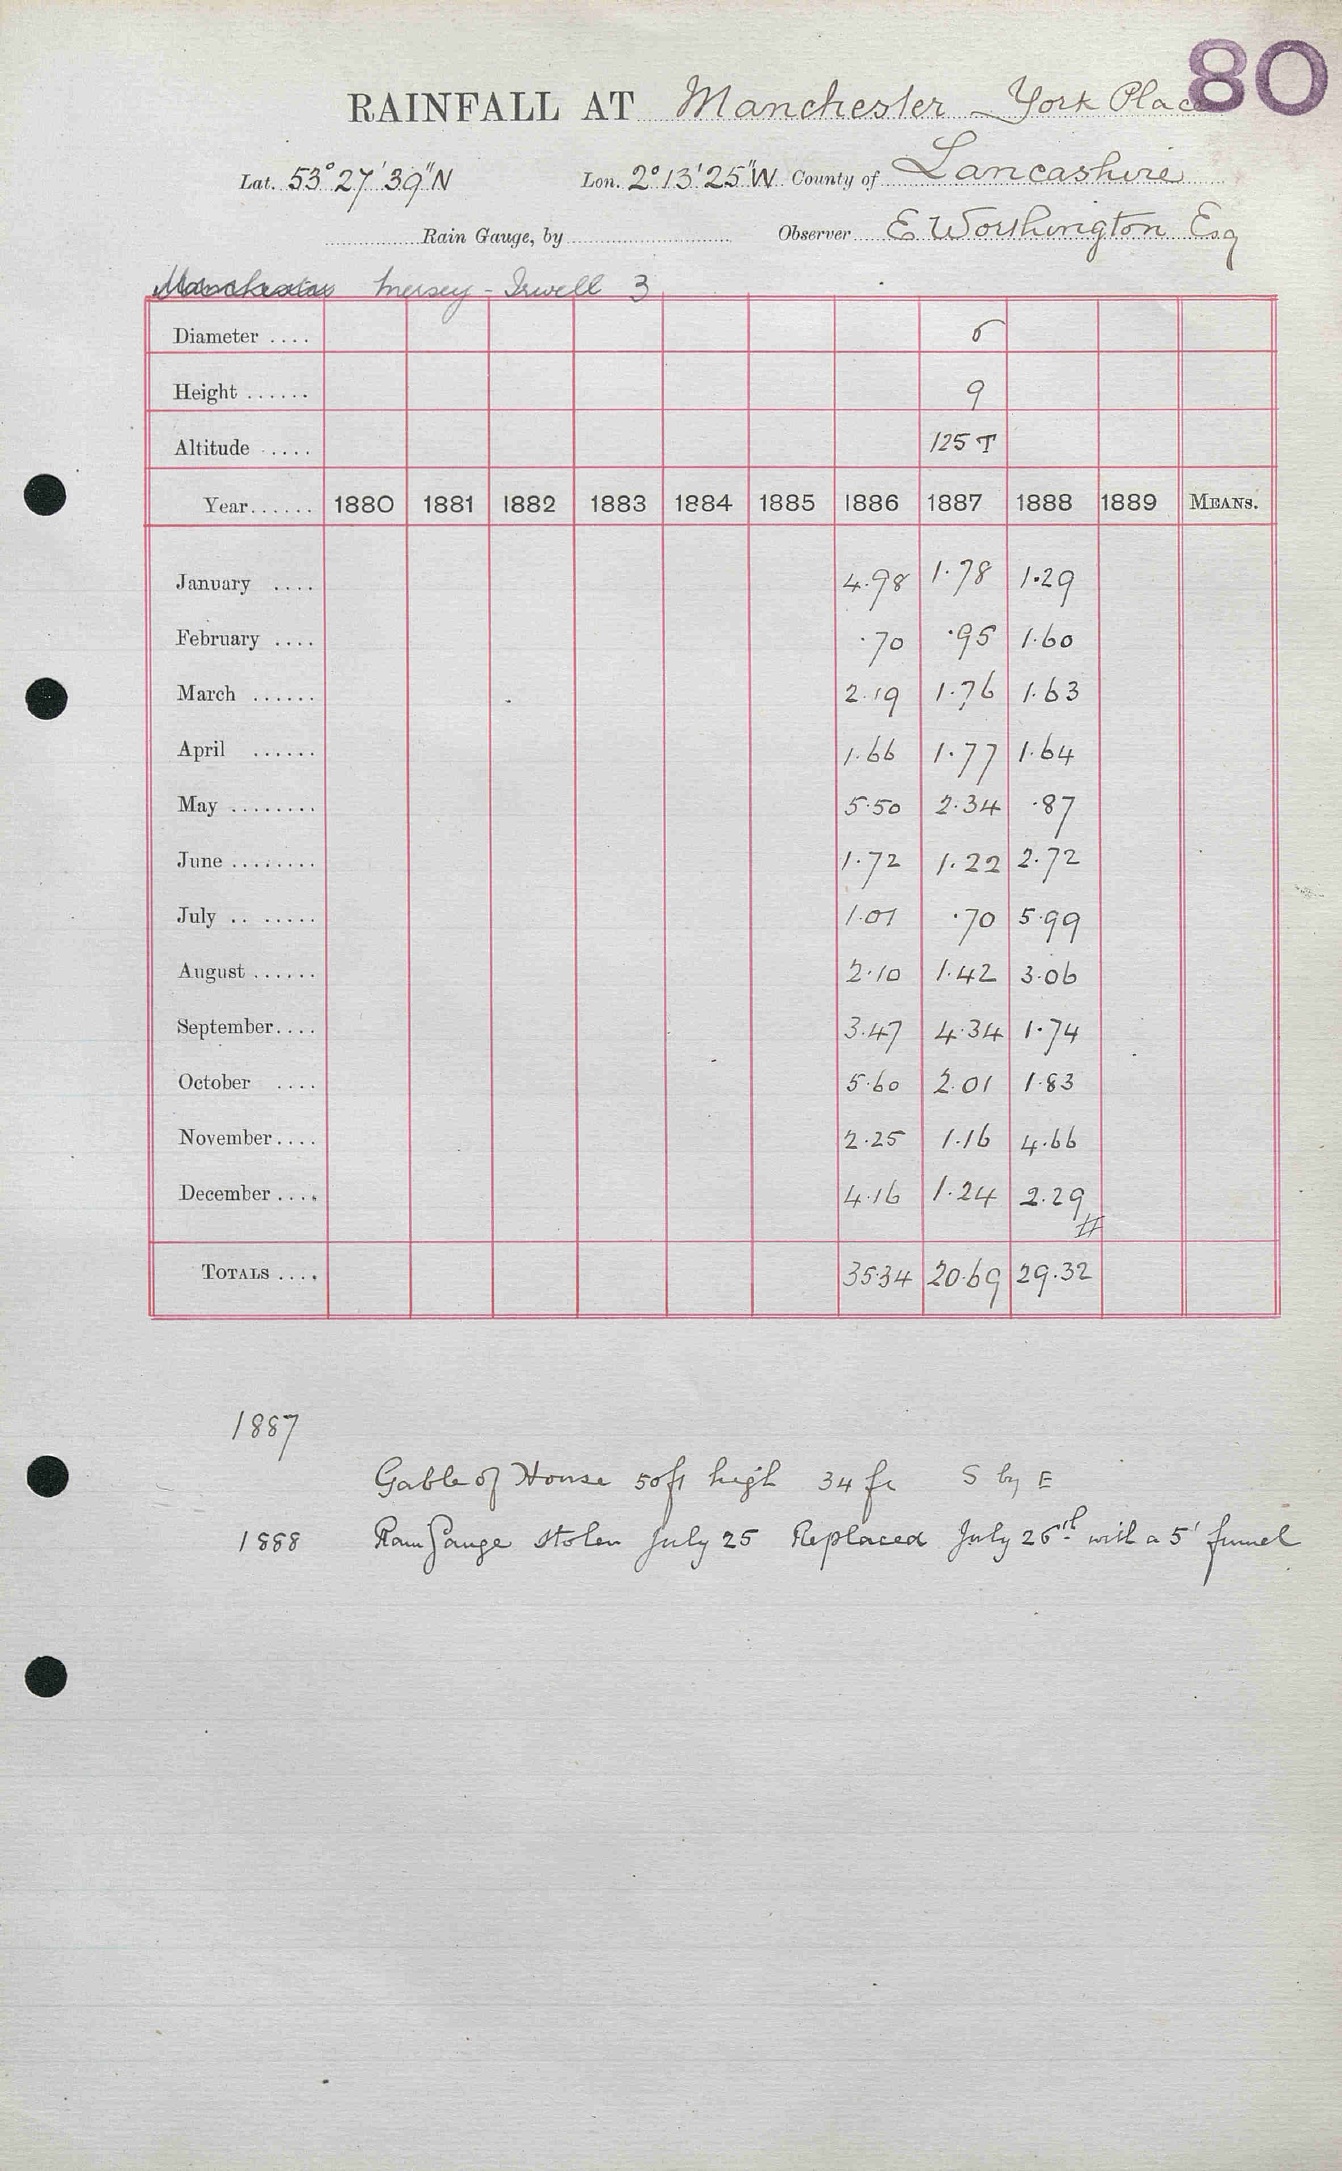 80
RAINFALL AT Manchester York Place
Lat. 53° 27' 39" N Lon. 2° 13' 25" W County of Lancashire
Rain Gauge, by Observer E Worthington Esq
Manchester Mersey - Irwell 3
Diameter .... 5
Height ...... 9
Altitude ..... 125 T
Year...... 1880 1881 1882 1883 1884 1885 1886 1887 1888 1889 MEANS.
January .... 4.98 1.78 1.29
February .... .70 .95 1.60
March ...... 2.19 1.76 1.63
April ...... 1.66 1.77 1.64
May ........ 5.50 2.34 .87
June ........ 1.72 1.22 2.72
July .. ...... 1.01 .70 5.99
August ...... 2.10 1.42 3.06
September.... 3.47 4.34 1.74
October .... 5.60 2.01 1.83
November.... 2.25 1.16 4.66
December .... 4.16 1.24 2.29
#
TOTALS .... 35.34 20.69 29.32
1887
Gable of House 50ft high 34 ft S by E
1888 Rain Gauge stolen July 25 Replaced July 26th with a 5' funnel